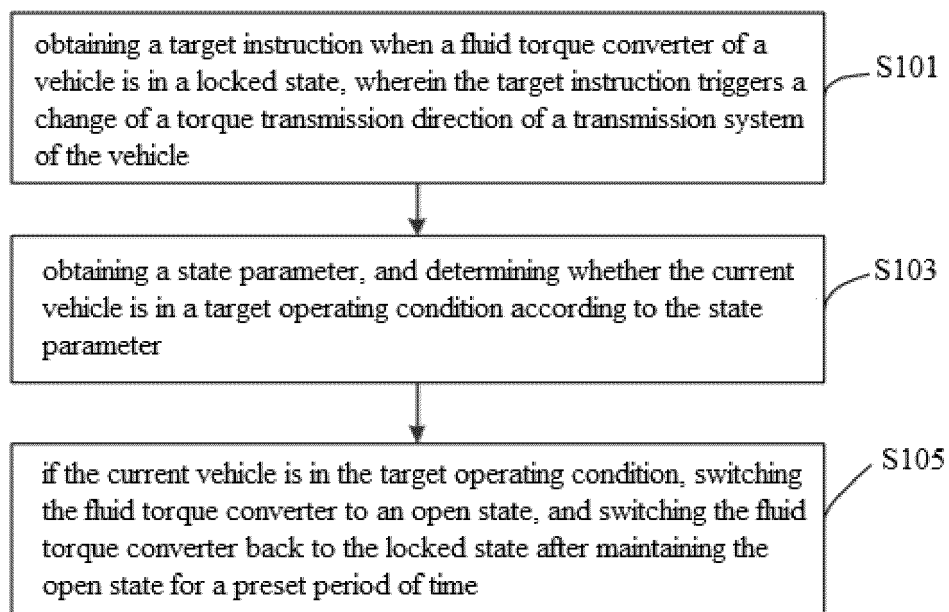 obtaining a target instruction when a fluid torque converter of a
vehicle is in a locked state, wherein the target instruction triggers a
change of a torque transmission direction of a transmission system
of the vehicle
S101
obtaining a state parameter, and determining whether the current
vehicle is in a target operating condition according to the state
parameter
S103
if the current vehicle is in the target operating condition, switching
the fluid torque converter to an open state, and switching the fluid
torque converter back to the locked state after maintaining the
open state for a preset period of time
S105